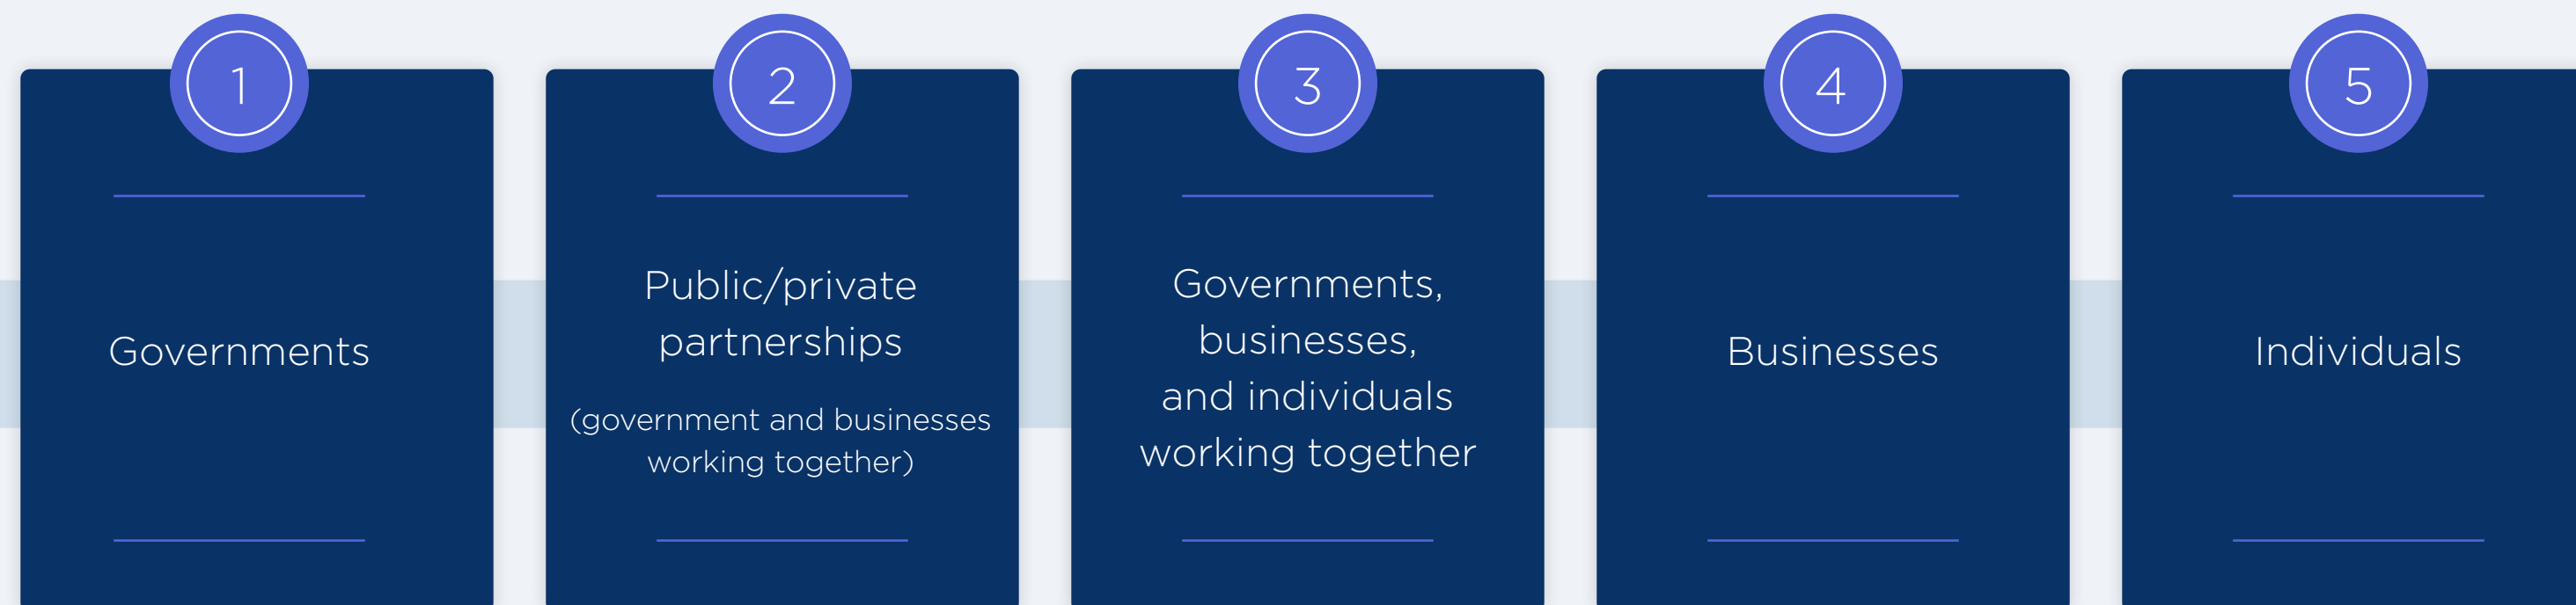 1
Governments
2
Public/private
partnerships
(government and businesses
working together)
3
Governments,
businesses,
and individuals
working together
4
Businesses
5
Individuals